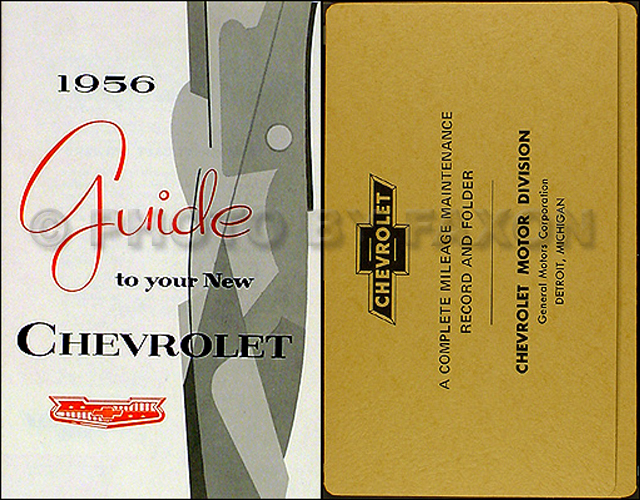 1956
Guide
to your New
CHEVROLET
© PHOTO BY FAXON
CHEVROLET
A COMPLETE MILEAGE MAINTENANCE
RECORD AND FOLDER
CHEVROLET MOTOR DIVISION
General Motors Corporation
DETROIT, MICHIGAN